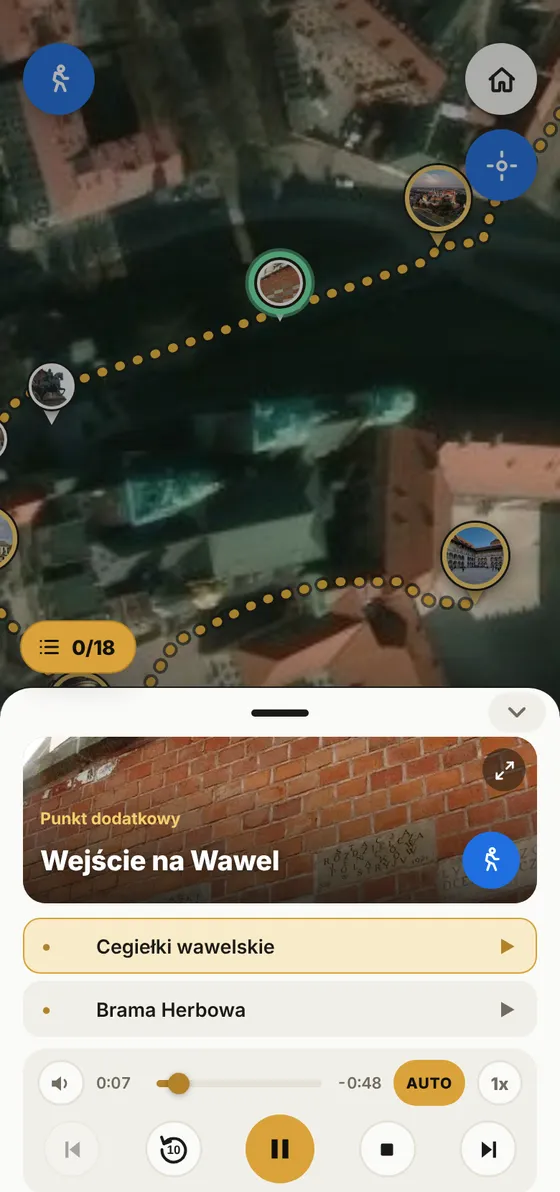 0/18
Punkt dodatkowy
Wejście na Wawel
Cegiełki wawelskie
Brama Herbowa
0:07
-0:48
AUTO
1x
10